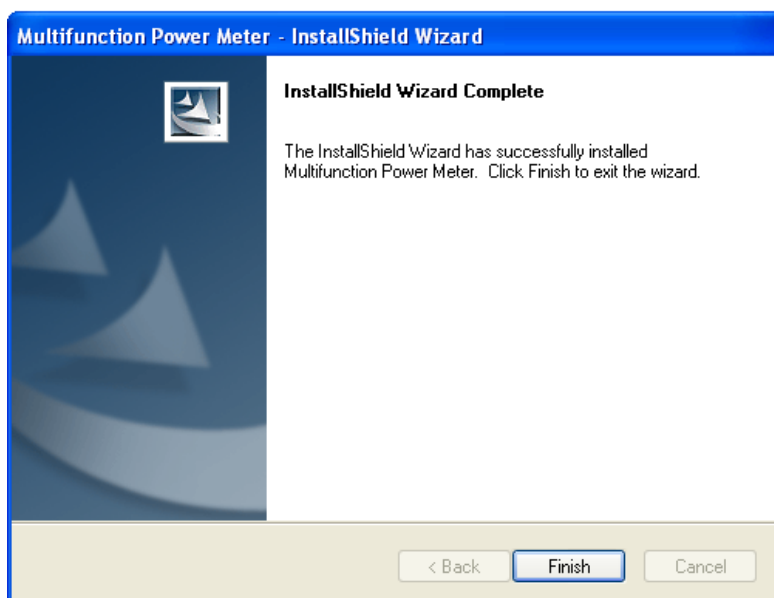 Multifunction Power Meter - InstallShield Wizard
InstallShield Wizard Complete
The InstallShield Wizard has successfully installed
Multifunction Power Meter. Click Finish to exit the wizard.
< Back
Finish
Cancel